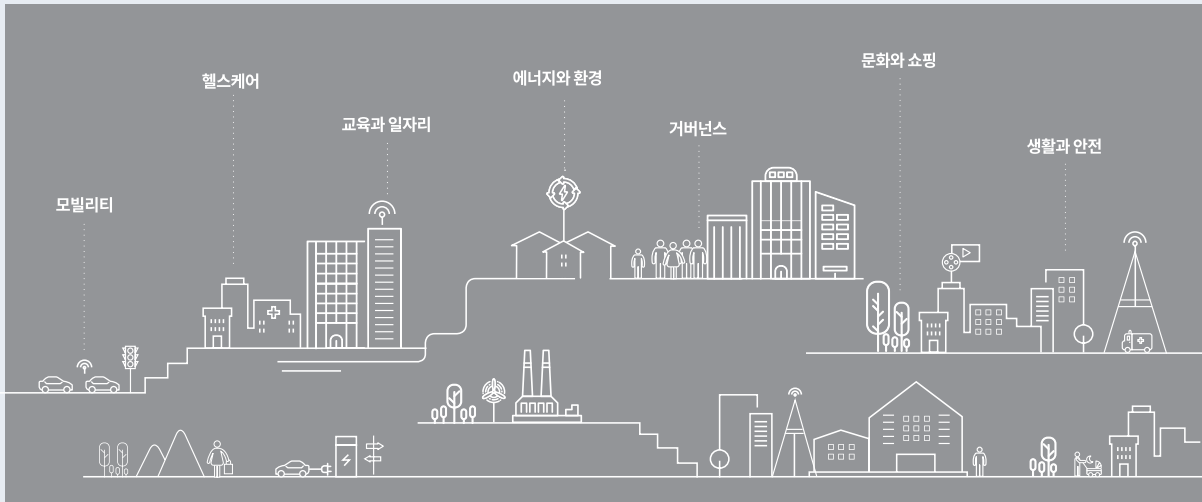 모빌리티
헬스케어
교육과 일자리
에너지와 환경
거버넌스
문화와 쇼핑
생활과 안전